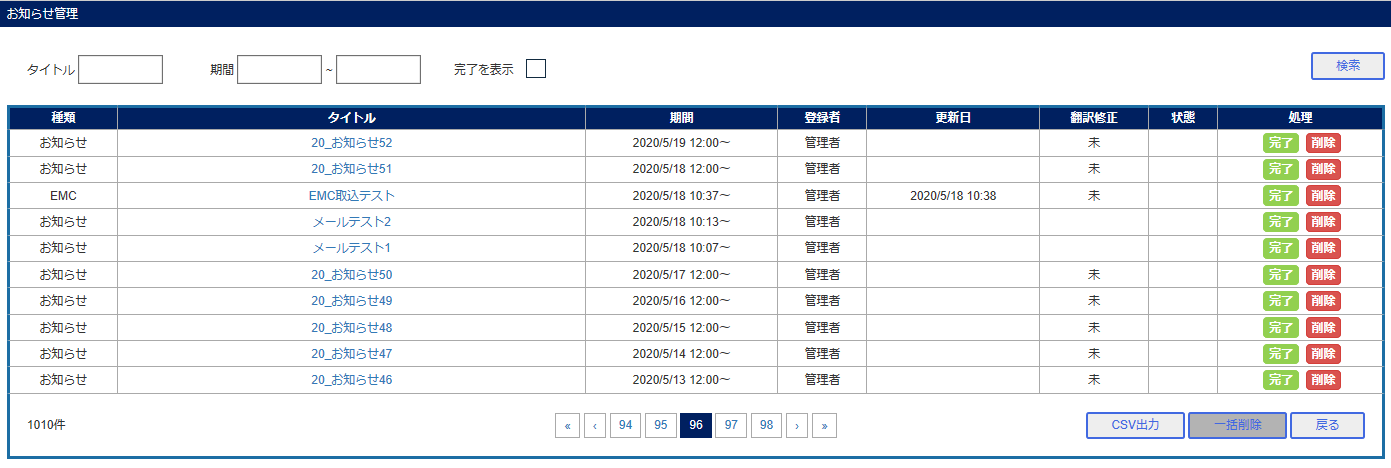 お知らせ管理
タイトル 期間 ~ 完了を表示 検索
種類 タイトル 期間 登録者 更新日 翻訳修正 状態 処理
お知らせ 20_お知らせ52 2020/5/19 12:00～ 管理者 未 完了 削除
お知らせ 20_お知らせ51 2020/5/18 12:00～ 管理者 未 完了 削除
EMC EMC取込テスト 2020/5/18 10:37～ 管理者 2020/5/18 10:38 未 完了 削除
お知らせ メールテスト2 2020/5/18 10:13～ 管理者 完了 削除
お知らせ メールテスト1 2020/5/18 10:07～ 管理者 完了 削除
お知らせ 20_お知らせ50 2020/5/17 12:00～ 管理者 未 完了 削除
お知らせ 20_お知らせ49 2020/5/16 12:00～ 管理者 未 完了 削除
お知らせ 20_お知らせ48 2020/5/15 12:00～ 管理者 未 完了 削除
お知らせ 20_お知らせ47 2020/5/14 12:00～ 管理者 未 完了 削除
お知らせ 20_お知らせ46 2020/5/13 12:00～ 管理者 未 完了 削除
1010件 « ‹ 94 95 96 97 98 › » CSV出力 一括削除 戻る